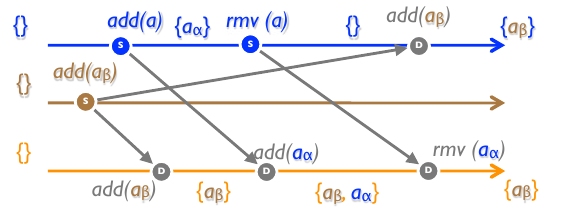 {} add(a) {aα} rmv (a) {} add(aβ) {aβ}
S S D
{} add(aβ)
S
{} add(aα) rmv (aα)
D D D
add(aβ) {aβ} {aβ, aα} {aβ}